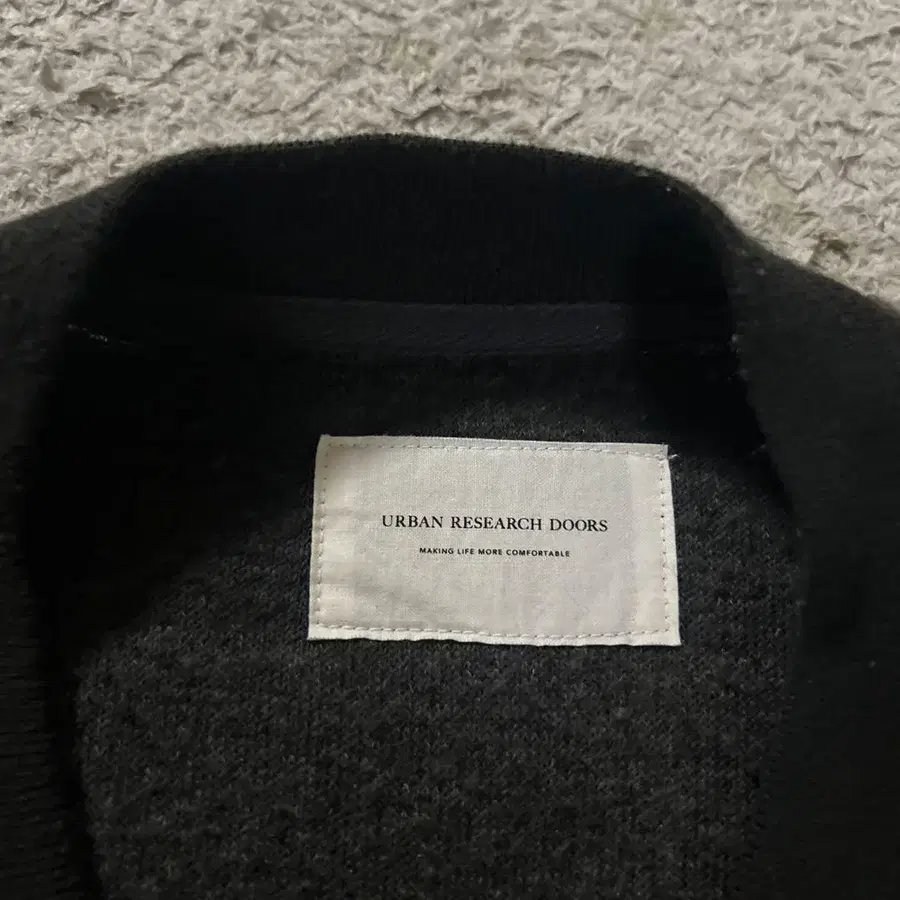 URBAN RESEARCH DOORS
MAKING LIFE MORE COMFORTABLE